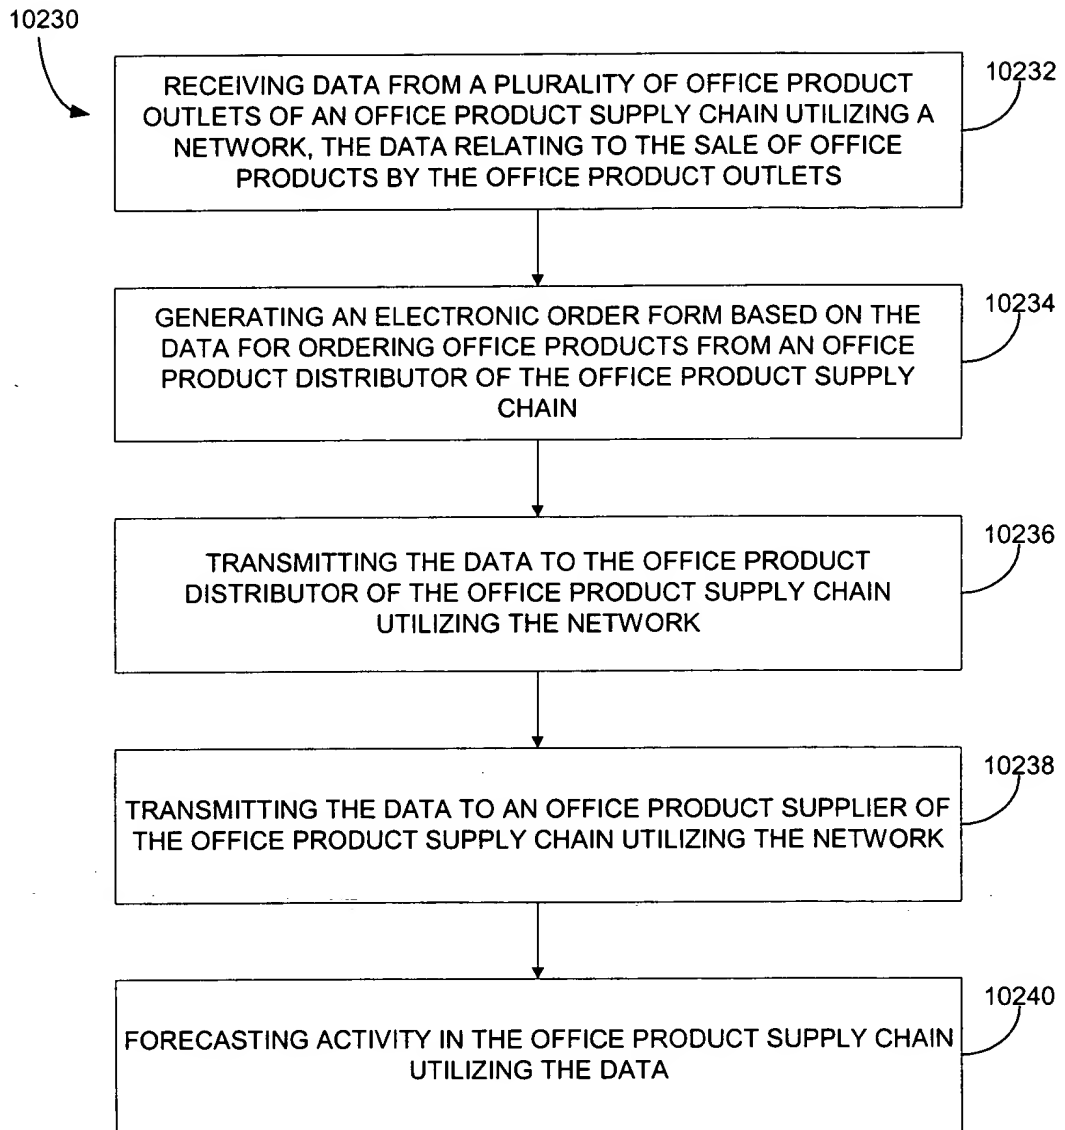 10230
10232
RECEIVING DATA FROM A PLURALITY OF OFFICE PRODUCT
OUTLETS OF AN OFFICE PRODUCT SUPPLY CHAIN UTILIZING A
NETWORK, THE DATA RELATING TO THE SALE OF OFFICE
PRODUCTS BY THE OFFICE PRODUCT OUTLETS
10234
GENERATING AN ELECTRONIC ORDER FORM BASED ON THE
DATA FOR ORDERING OFFICE PRODUCTS FROM AN OFFICE
PRODUCT DISTRIBUTOR OF THE OFFICE PRODUCT SUPPLY
CHAIN
10236
TRANSMITTING THE DATA TO THE OFFICE PRODUCT
DISTRIBUTOR OF THE OFFICE PRODUCT SUPPLY CHAIN
UTILIZING THE NETWORK
10238
TRANSMITTING THE DATA TO AN OFFICE PRODUCT SUPPLIER OF
THE OFFICE PRODUCT SUPPLY CHAIN UTILIZING THE NETWORK
10240
FORECASTING ACTIVITY IN THE OFFICE PRODUCT SUPPLY CHAIN
UTILIZING THE DATA